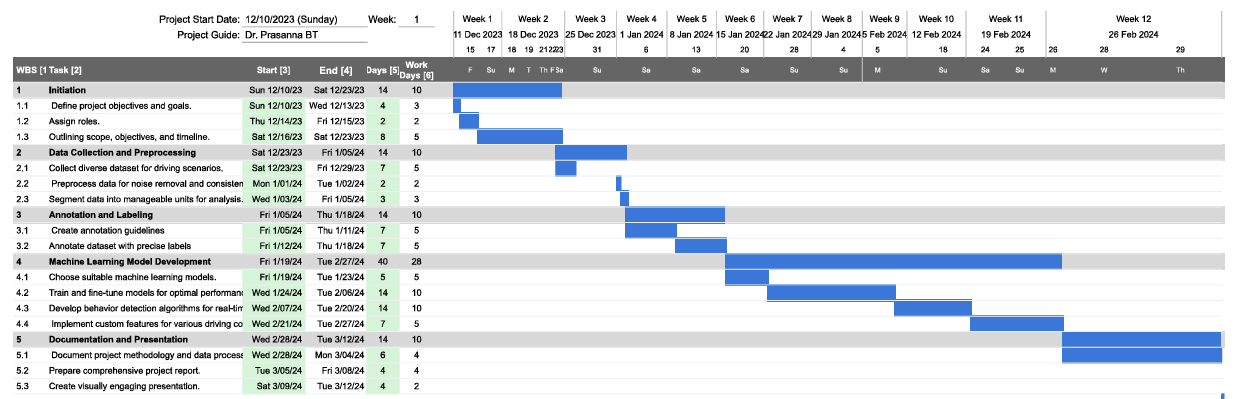 Project Start Date: 12/10/2023 (Sunday) Week: 1 Week 1 Week 2 Week 3 Week 4 Week 5 Week 6 Week 7 Week 8 Week 9 Week 10 Week 11 Week 12
Project Guide: Dr. Prasanna BT 11 Dec 2023 18 Dec 2023 25 Dec 2023 1 Jan 2024 8 Jan 2024 15 Jan 2024 22 Jan 2024 29 Jan 2024 5 Feb 2024 12 Feb 2024 19 Feb 2024 26 Feb 2024
15 17 18 19 21 22 23 31 6 13 20 28 4 18 24 25 26 28 29
WBS [1 Task [2] Start [3] End [4] Days [5] Work Days [6] F Su M T Th F Sa Su Sa Sa Sa Su Su M Su Sa Su M W Th
1 Initiation Sun 12/10/23 Sat 12/23/23 14 10
1.1 Define project objectives and goals. Sun 12/10/23 Wed 12/13/23 4 3
1.2 Assign roles. Thu 12/14/23 Fri 12/15/23 2 2
1.3 Outlining scope, objectives, and timeline. Sat 12/16/23 Sat 12/23/23 8 5
2 Data Collection and Preprocessing Sat 12/23/23 Fri 1/05/24 14 10
2.1 Collect diverse dataset for driving scenarios, Sat 12/23/23 Fri 12/29/23 7 5
2.2 Preprocess data for noise removal and consisten Mon 1/01/24 Tue 1/02/24 2 2
2.3 Segment data into manageable units for analysis. Wed 1/03/24 Fri 1/05/24 3 3
3 Annotation and Labeling Fri 1/05/24 Thu 1/18/24 14 10
3.1 Create annotation guidelines Fri 1/05/24 Thu 1/11/24 7 5
3.2 Annotate dataset with precise labels Fri 1/12/24 Thu 1/18/24 7 5
4 Machine Learning Model Development Fri 1/19/24 Tue 2/27/24 40 28
4.1 Choose suitable machine learning models. Fri 1/19/24 Tue 1/23/24 5 5
4.2 Train and fine-tune models for optimal performanc Wed 1/24/24 Tue 2/06/24 14 10
4.3 Develop behavior detection algorithms for real-tim Wed 2/07/24 Tue 2/20/24 14 10
4.4 Implement custom features for various driving co Wed 2/21/24 Tue 2/27/24 7 5
5 Documentation and Presentation Wed 2/28/24 Tue 3/12/24 14 10
5.1 Document project methodology and data process Wed 2/28/24 Mon 3/04/24 6 4
5.2 Prepare comprehensive project report. Tue 3/05/24 Fri 3/08/24 4 4
5.3 Create visually engaging presentation. Sat 3/09/24 Tue 3/12/24 4 2